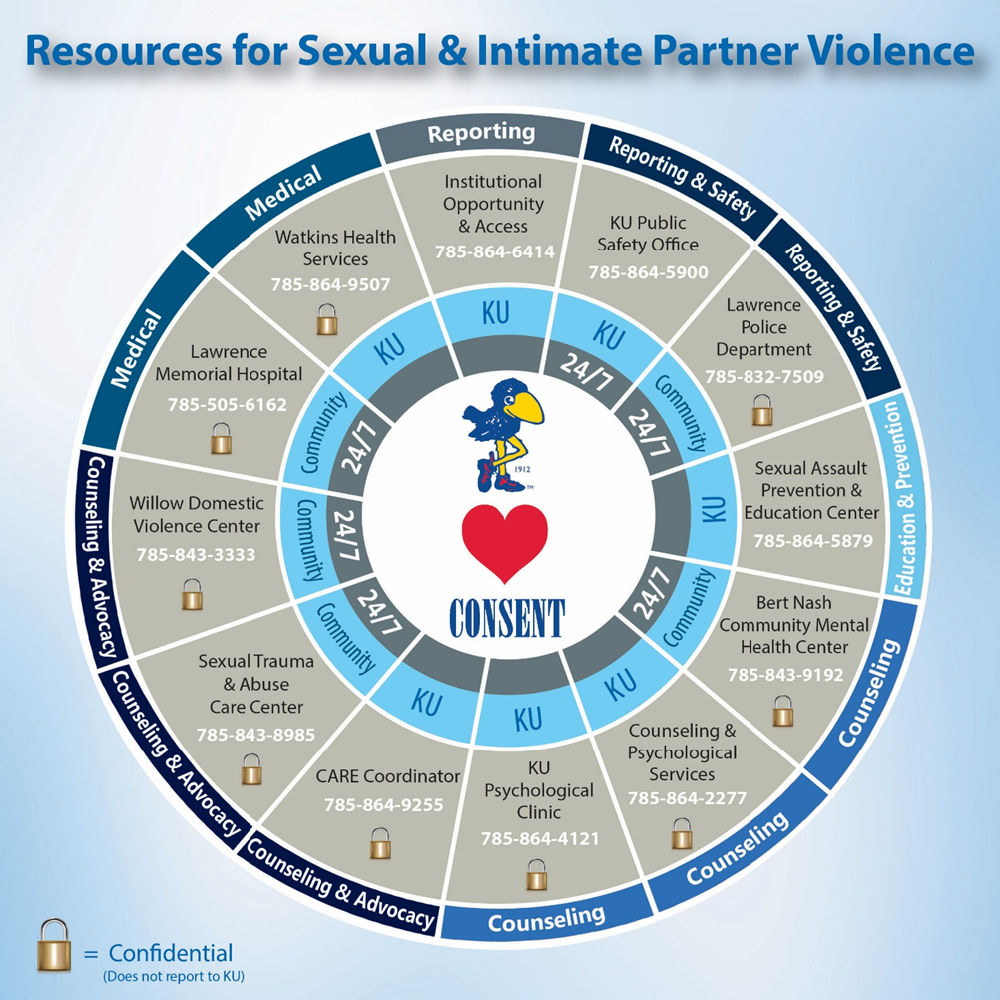 Resources for Sexual & Intimate Partner Violence
Reporting
Institutional
Opportunity
& Access
785-864-6414
KU
Reporting & Safety
KU Public
Safety Office
785-864-5900
KU
24/7
Reporting & Safety
Lawrence
Police
Department
785-832-7509
Community
24/7
Education & Prevention
Sexual Assault
Prevention &
Education Center
785-864-5879
KU
Counseling
Bert Nash
Community Mental
Health Center
785-843-9192
Community
24/7
Counseling
Counseling &
Psychological
Services
785-864-2277
KU
Counseling
KU
Psychological
Clinic
785-864-4121
KU
Counseling & Advocacy
CARE Coordinator
785-864-9255
KU
Counseling & Advocacy
Sexual Trauma
& Abuse
Care Center
785-843-8985
Community
24/7
Counseling & Advocacy
Willow Domestic
Violence Center
785-843-3333
Community
24/7
Medical
Lawrence
Memorial Hospital
785-505-6162
Community
24/7
Medical
Watkins Health
Services
785-864-9507
KU
1912
TM
CONSENT
= Confidential
(Does not report to KU)